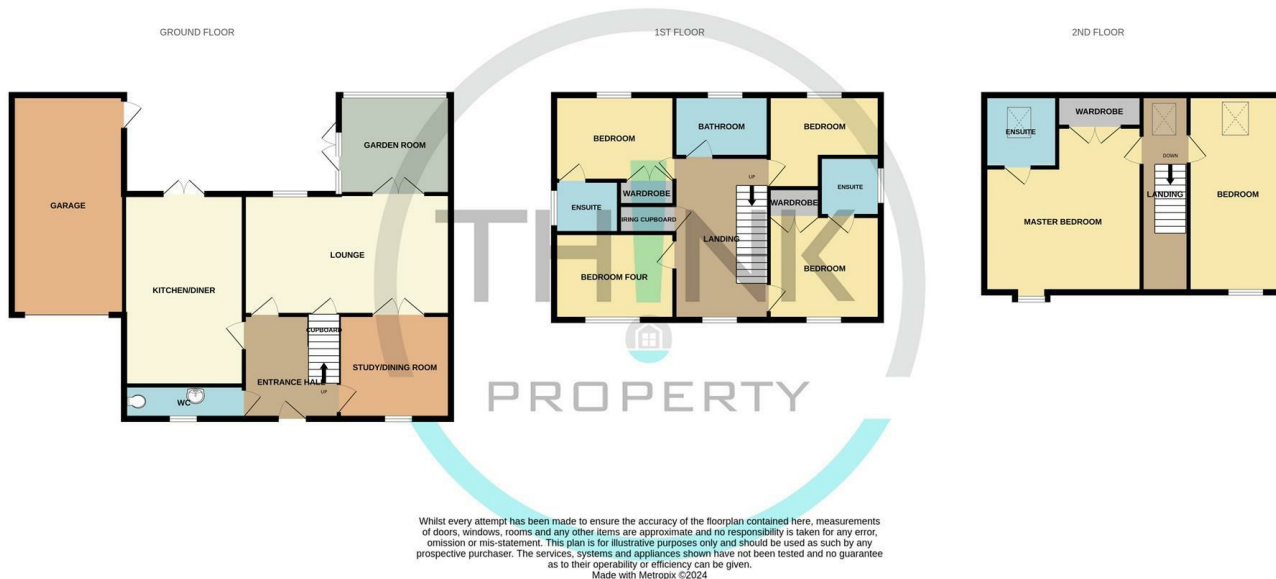 GROUND FLOOR
1ST FLOOR
2ND FLOOR
GARAGE
GARDEN ROOM
LOUNGE
KITCHEN/DINER
CUPBOARD
STUDY/DINING ROOM
ENTRANCE HALL
UP
WC
BEDROOM
BATHROOM
BEDROOM
UP
ENSUITE
WARDROBE
WARDROBE
ENSUITE
IRING CUPBOARD
LANDING
BEDROOM FOUR
BEDROOM
ENSUITE
WARDROBE
DOWN
LANDING
BEDROOM
MASTER BEDROOM
TH!NK
PROPERTY
Whilst every attempt has been made to ensure the accuracy of the floorplan contained here, measurements
of doors, windows, rooms and any other items are approximate and no responsibility is taken for any error,
omission or mis-statement. This plan is for illustrative purposes only and should be used as such by any
prospective purchaser. The services, systems and appliances shown have not been tested and no guarantee
as to their operability or efficiency can be given.
Made with Metropix ©2024